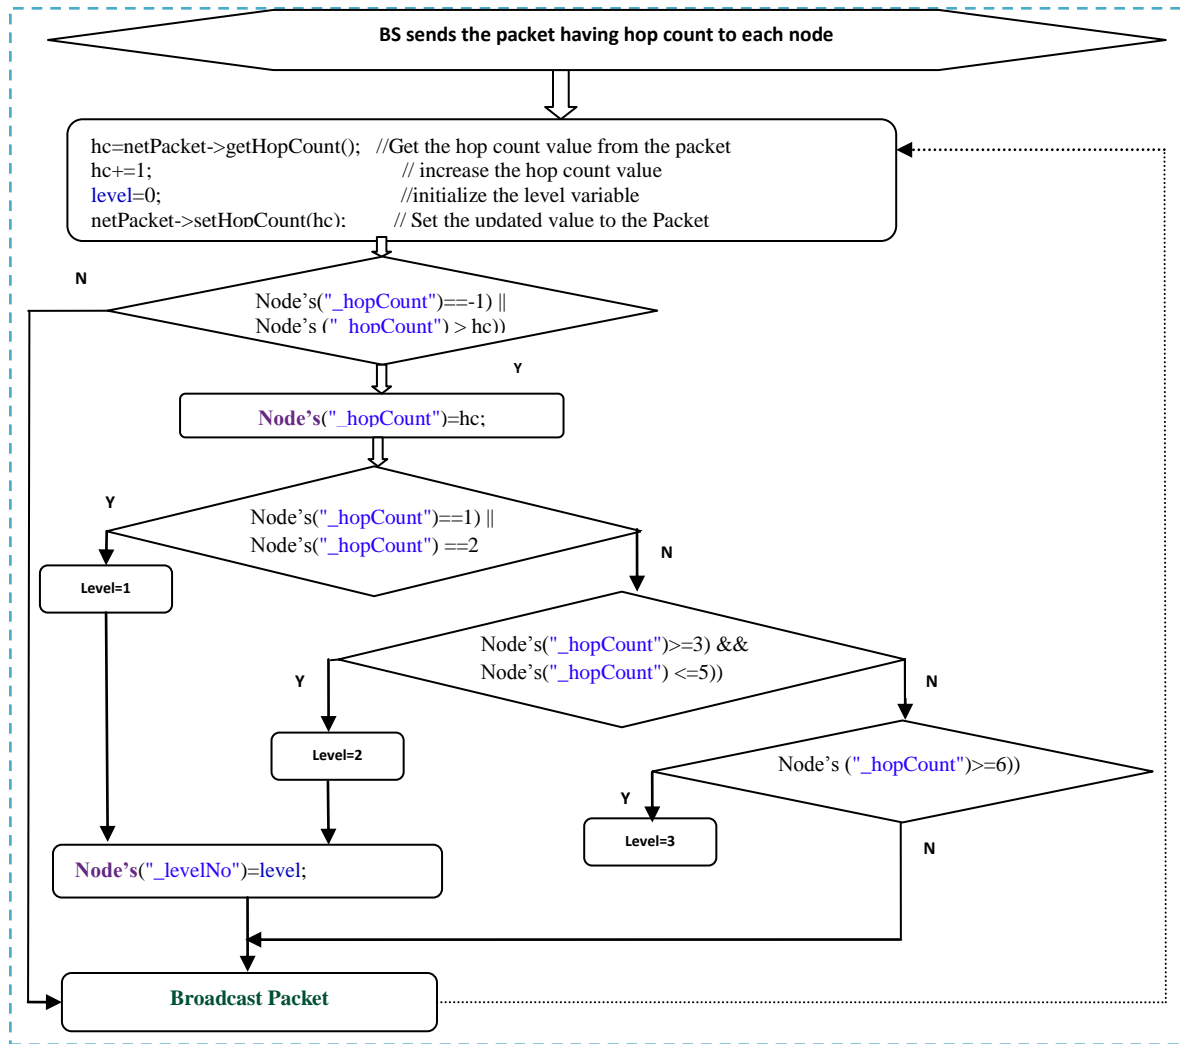 BS sends the packet having hop count to each node
hc=netPacket->getHopCount(); //Get the hop count value from the packet
hc+=1; // increase the hop count value
level=0; //initialize the level variable
netPacket->setHopCount(hc); // Set the updated value to the Packet
N
Node's("_hopCount")==-1) ||
Node's ("_hopCount") > hc))
Y
Node's("_hopCount")=hc;
Y
Node's("_hopCount")==1) ||
Node's("_hopCount") ==2
N
Level=1
Node's("_hopCount")>=3) &&
Node's("_hopCount") <=5))
Y
N
Level=2
Node's ("_hopCount")>=6))
Y
Level=3
N
Node's("_levelNo")=level;
Broadcast Packet